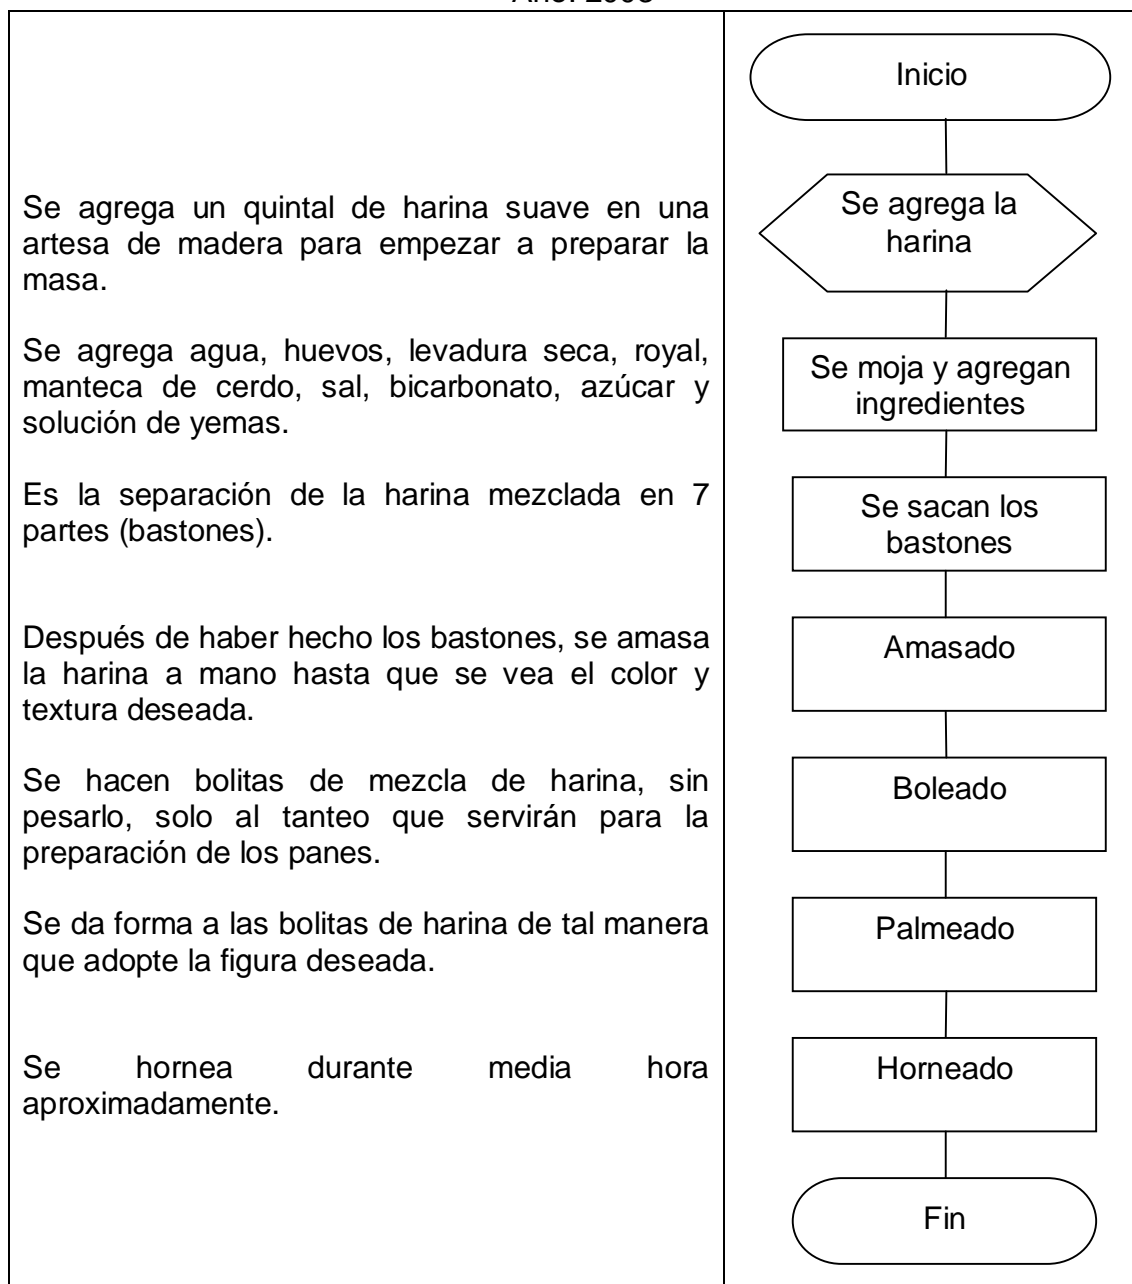 Inicio
Se agrega un quintal de harina suave en una
artesa de madera para empezar a preparar la
masa.
Se agrega la
harina
Se agrega agua, huevos, levadura seca, royal,
manteca de cerdo, sal, bicarbonato, azúcar y
solución de yemas.
Se moja y agregan
ingredientes
Es la separación de la harina mezclada en 7
partes (bastones).
Se sacan los
bastones
Después de haber hecho los bastones, se amasa
la harina a mano hasta que se vea el color y
textura deseada.
Amasado
Se hacen bolitas de mezcla de harina, sin
pesarlo, solo al tanteo que servirán para la
preparación de los panes.
Boleado
Se da forma a las bolitas de harina de tal manera
que adopte la figura deseada.
Palmeado
Se hornea durante media hora
aproximadamente.
Horneado
Fin